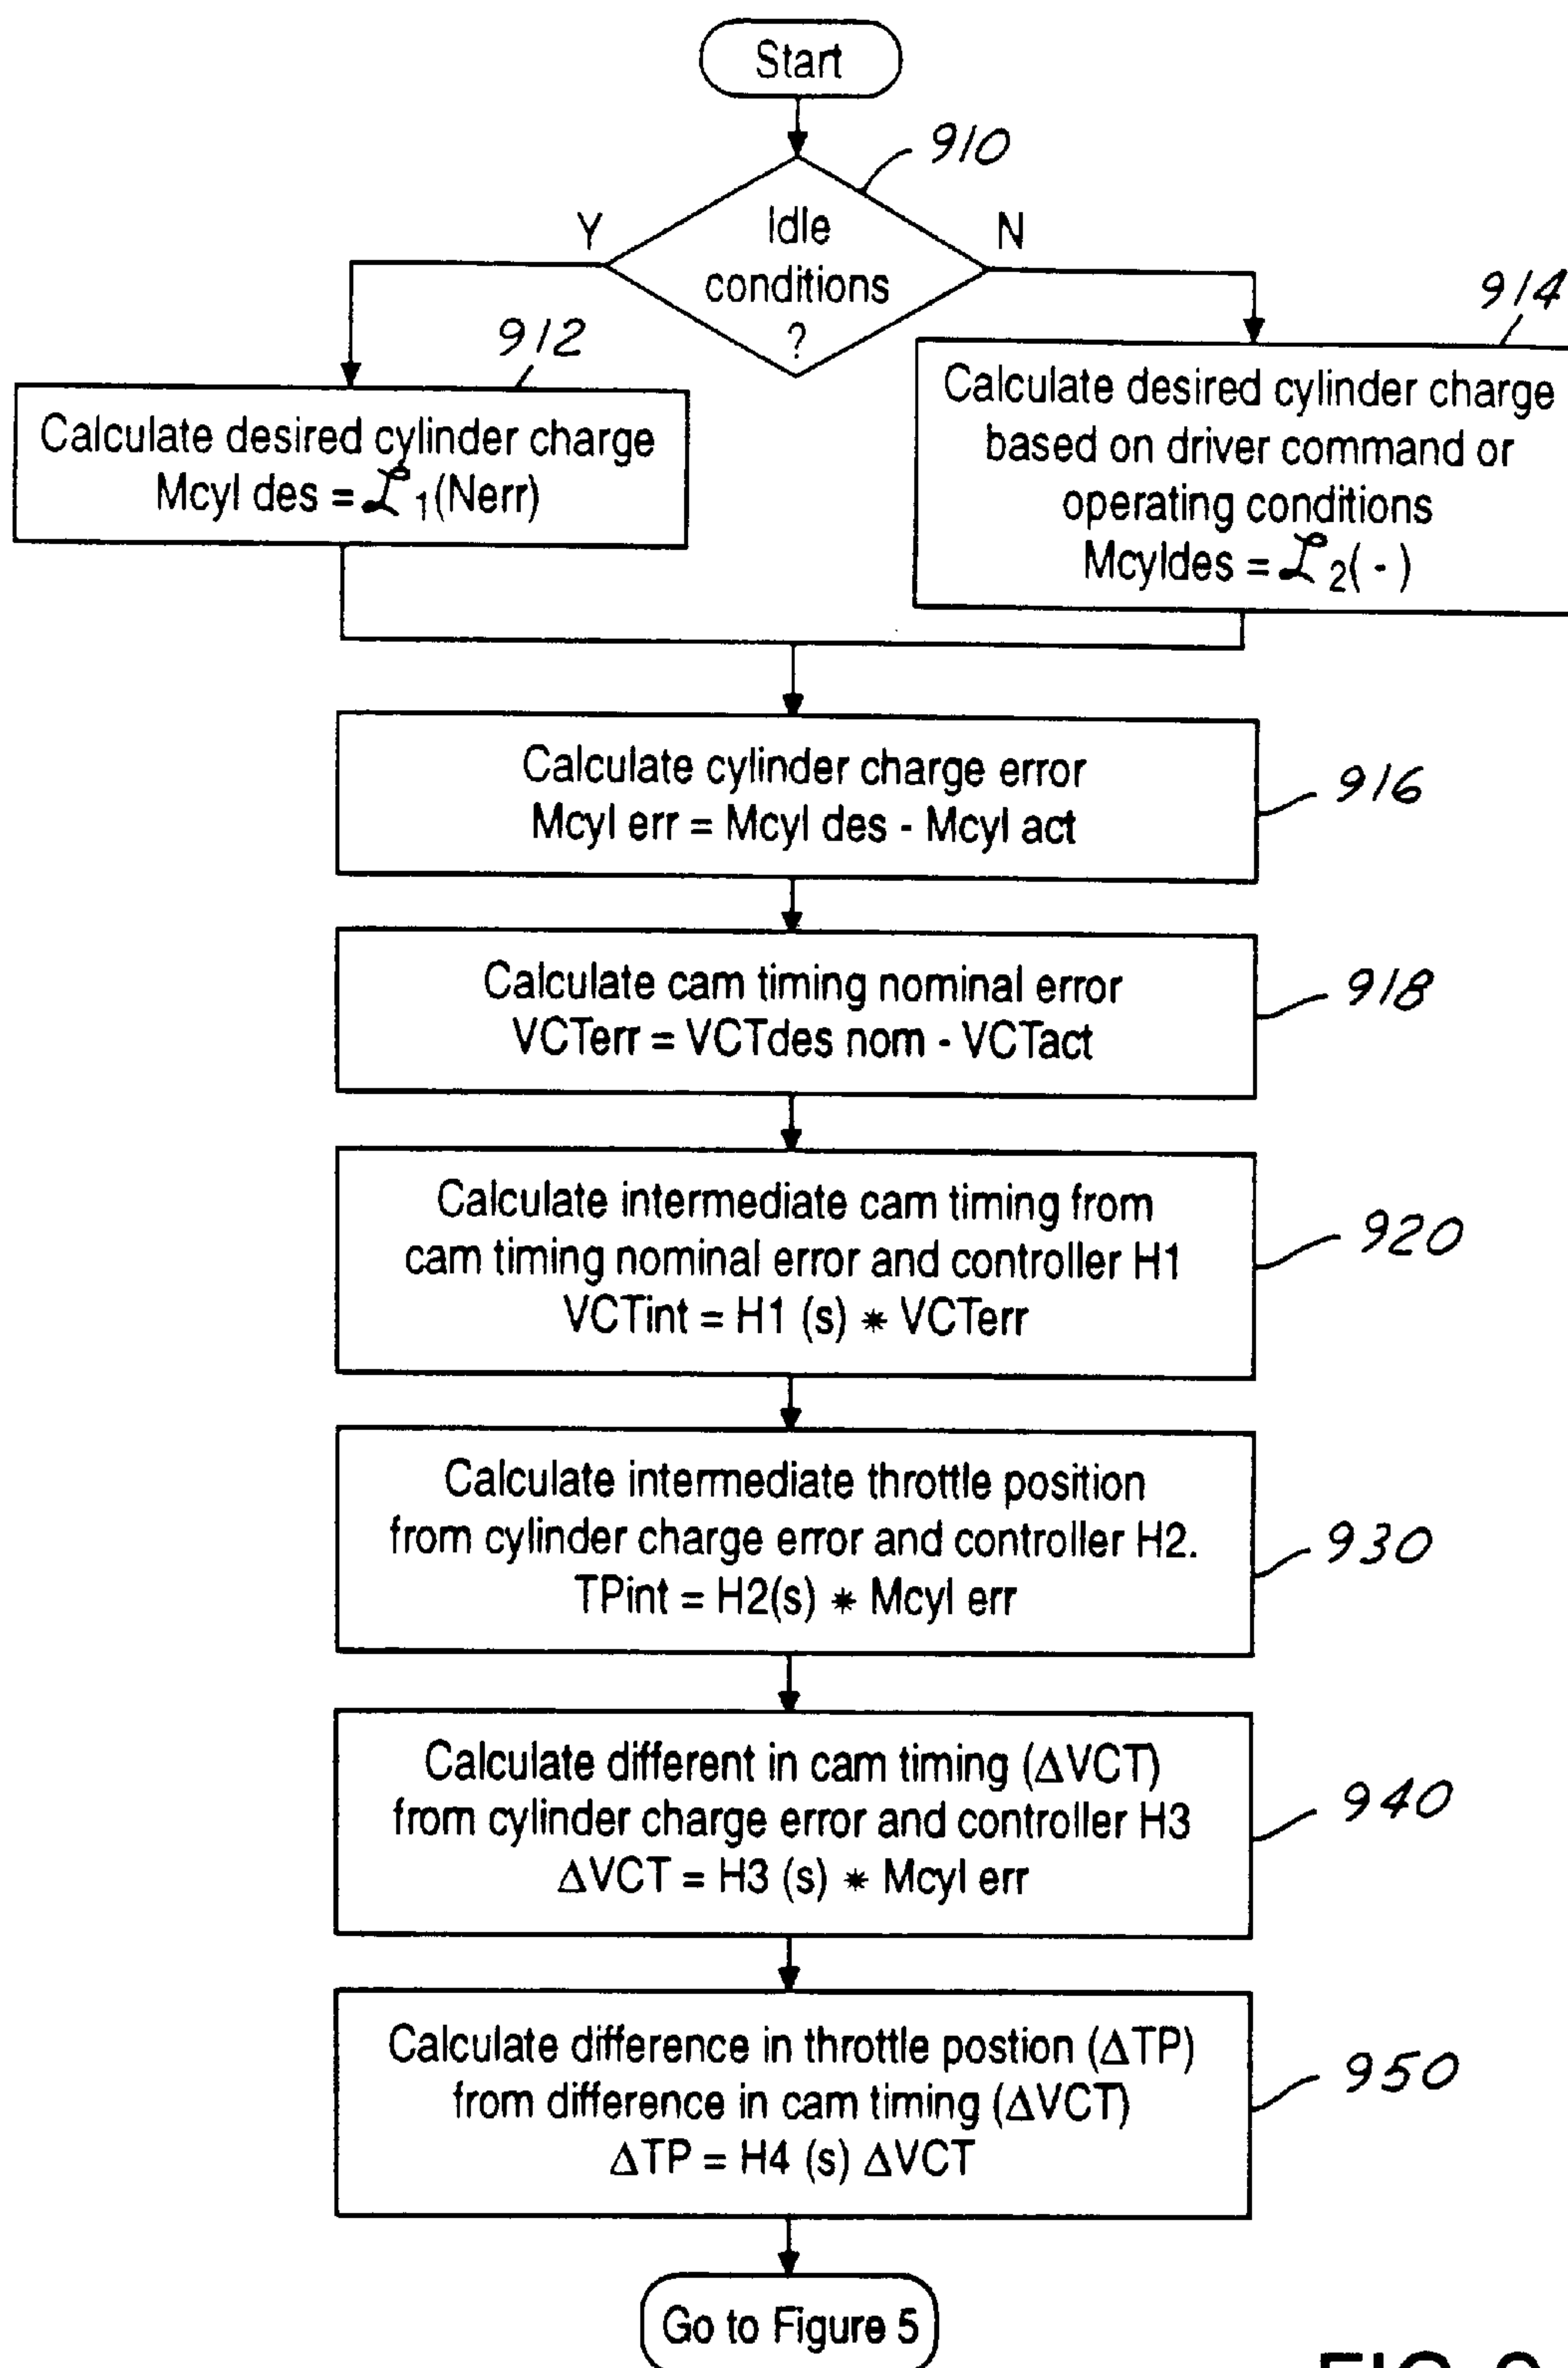 Start
910
Idle
conditions
?
Y
N
912
Calculate desired cylinder charge
Mcyl des = ℒ₁(Nerr)
914
Calculate desired cylinder charge
based on driver command or
operating conditions
Mcyldes = ℒ₂( - )
Calculate cylinder charge error
Mcyl err = Mcyl des - Mcyl act
916
Calculate cam timing nominal error
VCTerr = VCTdes nom - VCTact
918
Calculate intermediate cam timing from
cam timing nominal error and controller H1
VCTint = H1 (s) * VCTerr
920
Calculate intermediate throttle position
from cylinder charge error and controller H2.
TPint = H2(s) * Mcyl err
930
Calculate different in cam timing (ΔVCT)
from cylinder charge error and controller H3
ΔVCT = H3 (s) * Mcyl err
940
Calculate difference in throttle postion (ΔTP)
from difference in cam timing (ΔVCT)
ΔTP = H4 (s) ΔVCT
950
Go to Figure 5